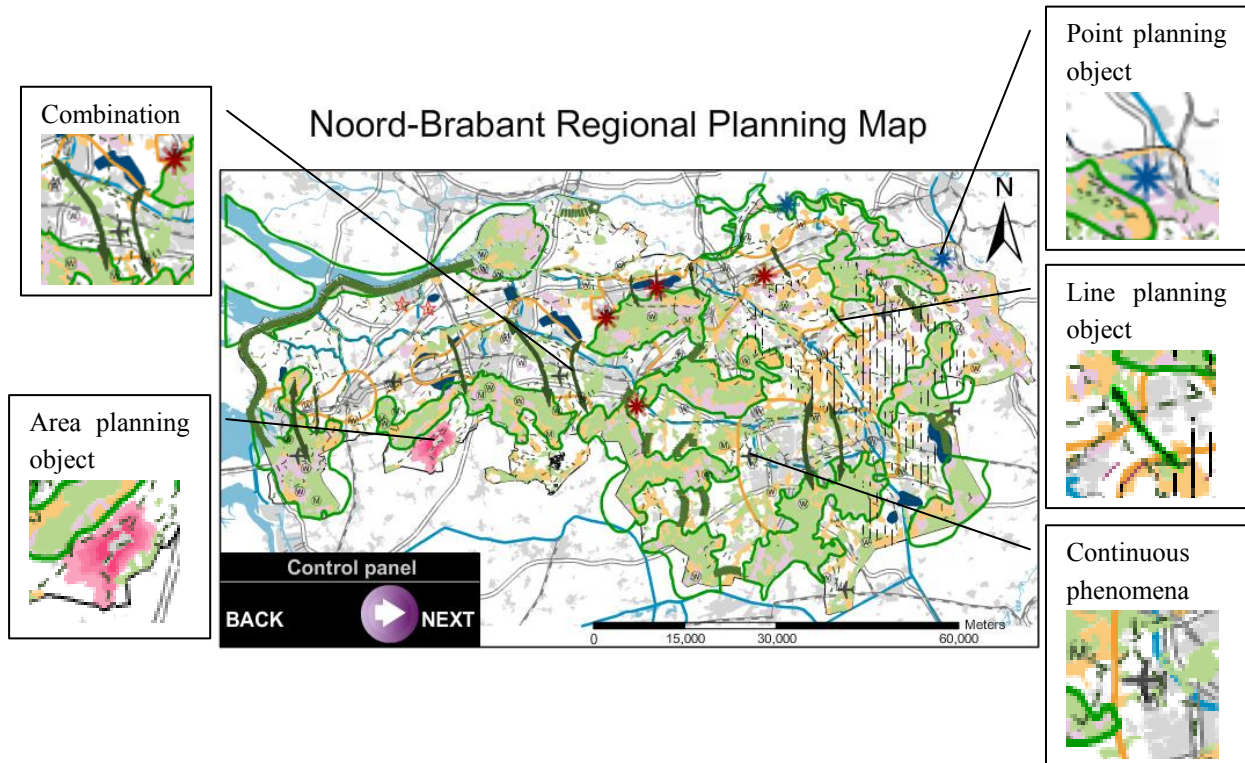 Point planning
object
Combination
Noord-Brabant Regional Planning Map
N
Line planning
object
Area planning
object
Continuous
phenomena
Control panel
BACK
NEXT
Meters
0
15,000
30,000
60,000